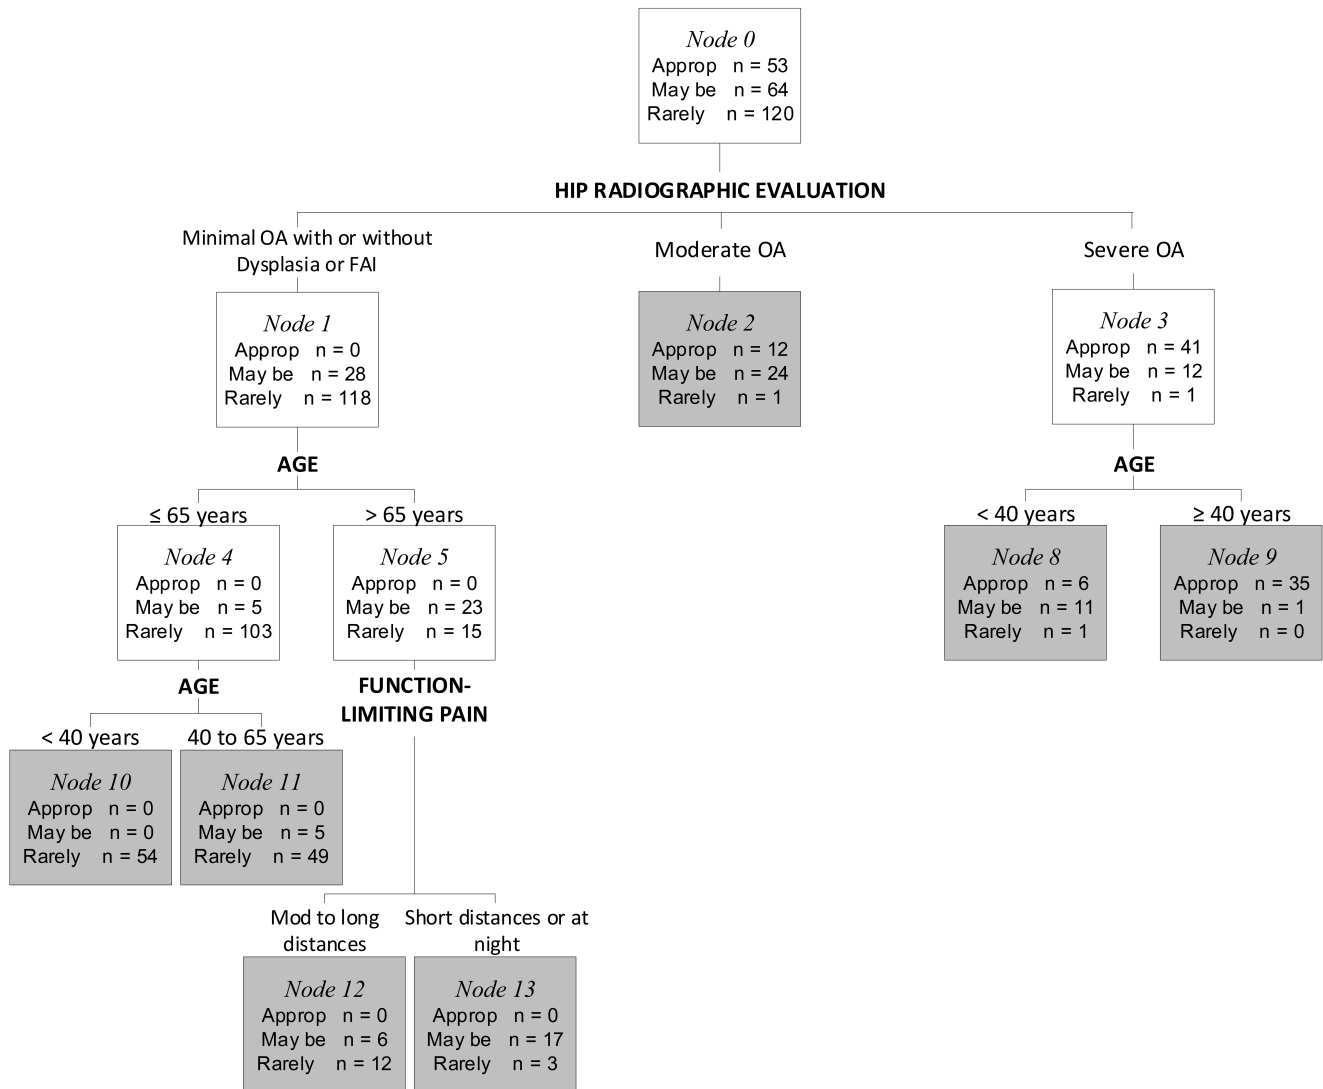 Node 0
Approp n = 53
May be n = 64
Rarely n = 120
HIP RADIOGRAPHIC EVALUATION
Minimal OA with or without
Dysplasia or FAI
Moderate OA
Severe OA
Node 1
Approp n = 0
May be n = 28
Rarely n = 118
Node 2
Approp n = 12
May be n = 24
Rarely n = 1
Node 3
Approp n = 41
May be n = 12
Rarely n = 1
AGE
AGE
≤ 65 years
> 65 years
< 40 years
≥ 40 years
Node 4
Approp n = 0
May be n = 5
Rarely n = 103
Node 5
Approp n = 0
May be n = 23
Rarely n = 15
Node 8
Approp n = 6
May be n = 11
Rarely n = 1
Node 9
Approp n = 35
May be n = 1
Rarely n = 0
AGE
FUNCTION-
LIMITING PAIN
< 40 years
40 to 65 years
Node 10
Approp n = 0
May be n = 0
Rarely n = 54
Node 11
Approp n = 0
May be n = 5
Rarely n = 49
Mod to long
distances
Short distances or at
night
Node 12
Approp n = 0
May be n = 6
Rarely n = 12
Node 13
Approp n = 0
May be n = 17
Rarely n = 3